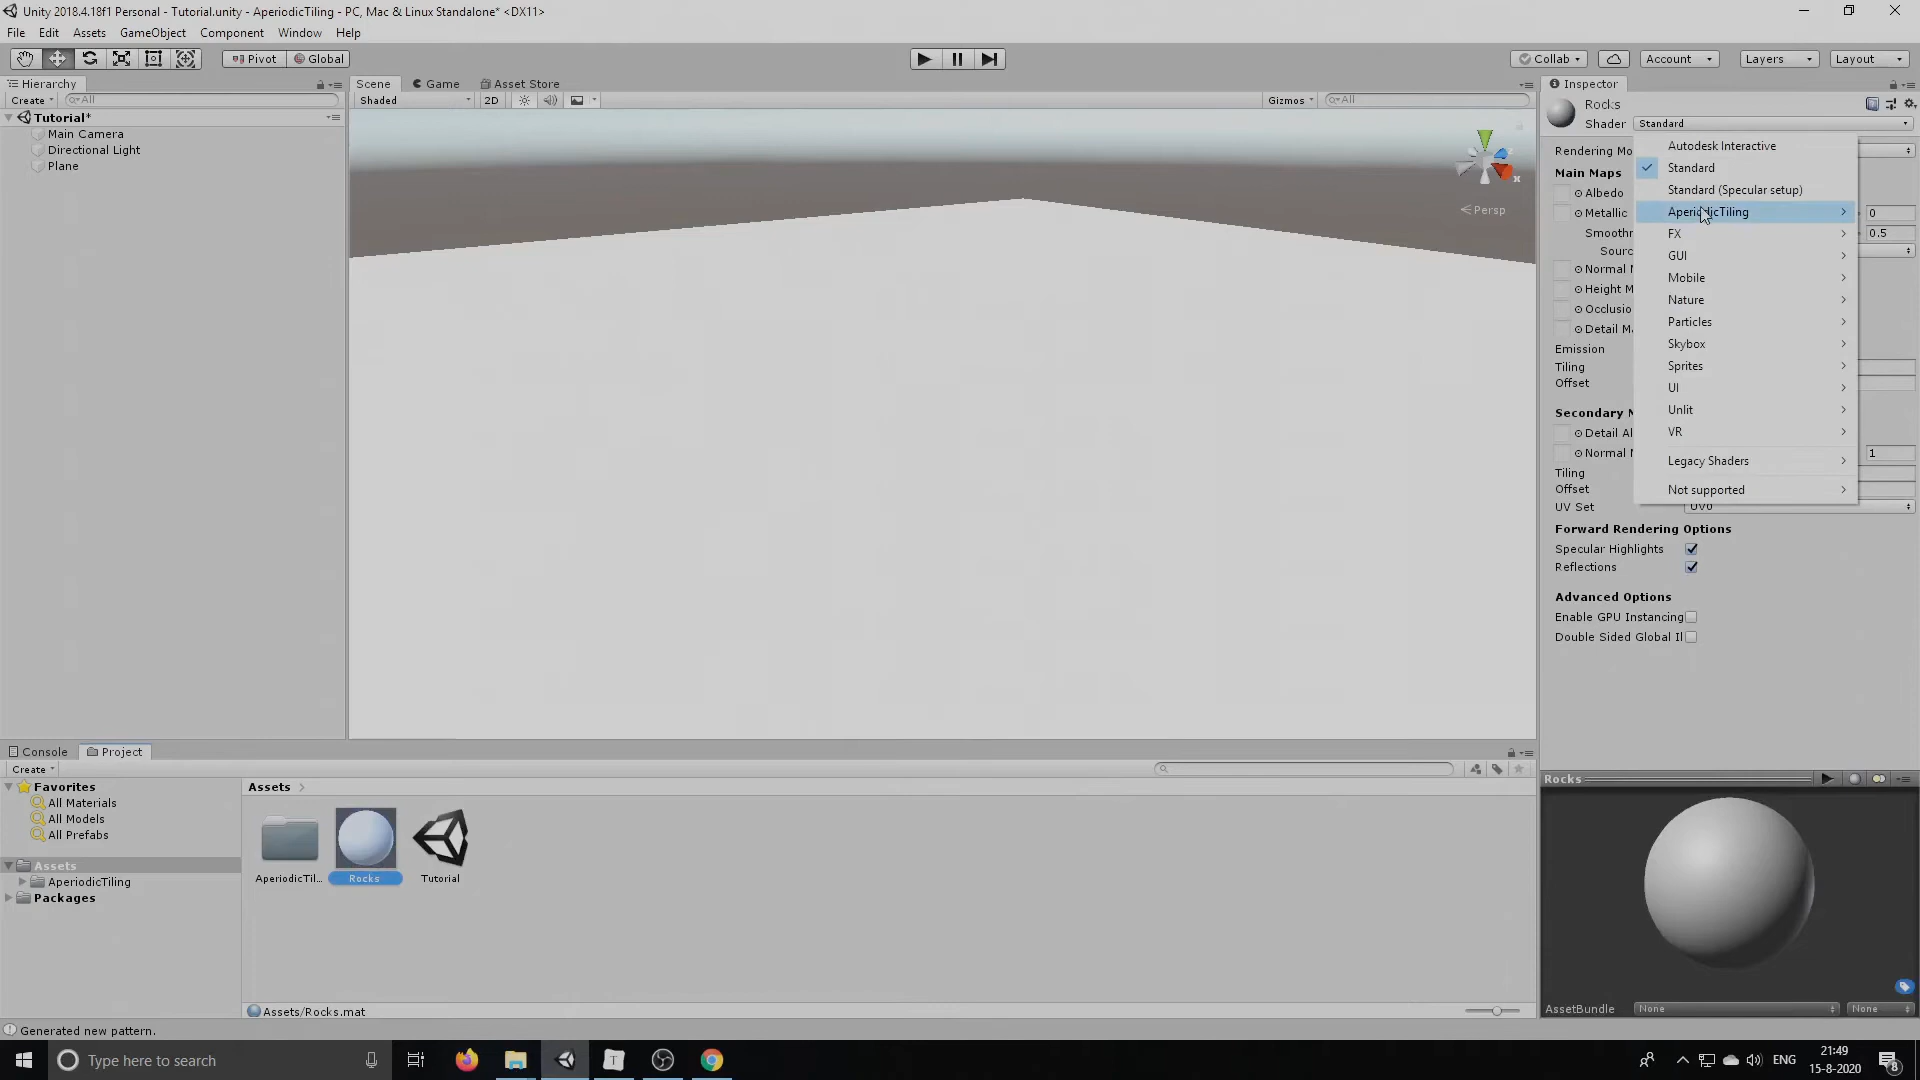 Unity 2018.4.18f1 Personal - Tutorial.unity - AperiodicTiling - PC, Mac & Linux Standalone* <DX11>
File Edit Assets GameObject Component Window Help
Pivot Global Collab Account Layers Layout
Hierarchy
Create All
Tutorial*
Main Camera
Directional Light
Plane
Scene Game Asset Store
Shaded 2D Gizmos All
x
Persp
Inspector
Rocks
Shader Standard
Autodesk Interactive
Standard
Standard (Specular setup)
AperiodicTiling
FX
GUI
Mobile
Nature
Particles
Skybox
Sprites
UI
Unlit
VR
Legacy Shaders
Not supported
Rendering Mo
Main Maps
Albedo
Metallic 0
Smoothn 0.5
Sourc
Normal M
Height M
Occlusio
Detail Ma
Emission
Tiling
Offset
Secondary M
Detail Al
Normal M 1
Tiling
Offset
UV Set UV0
Forward Rendering Options
Specular Highlights
Reflections
Advanced Options
Enable GPU Instancing
Double Sided Global Il
Console Project
Create
Favorites
All Materials
All Models
All Prefabs
Assets
AperiodicTiling
Packages
Assets
AperiodicTil...
Rocks
Tutorial
Assets/Rocks.mat
Rocks
AssetBundle None None
Generated new pattern.
Type here to search
T
ENG
21:49
15-8-2020
8